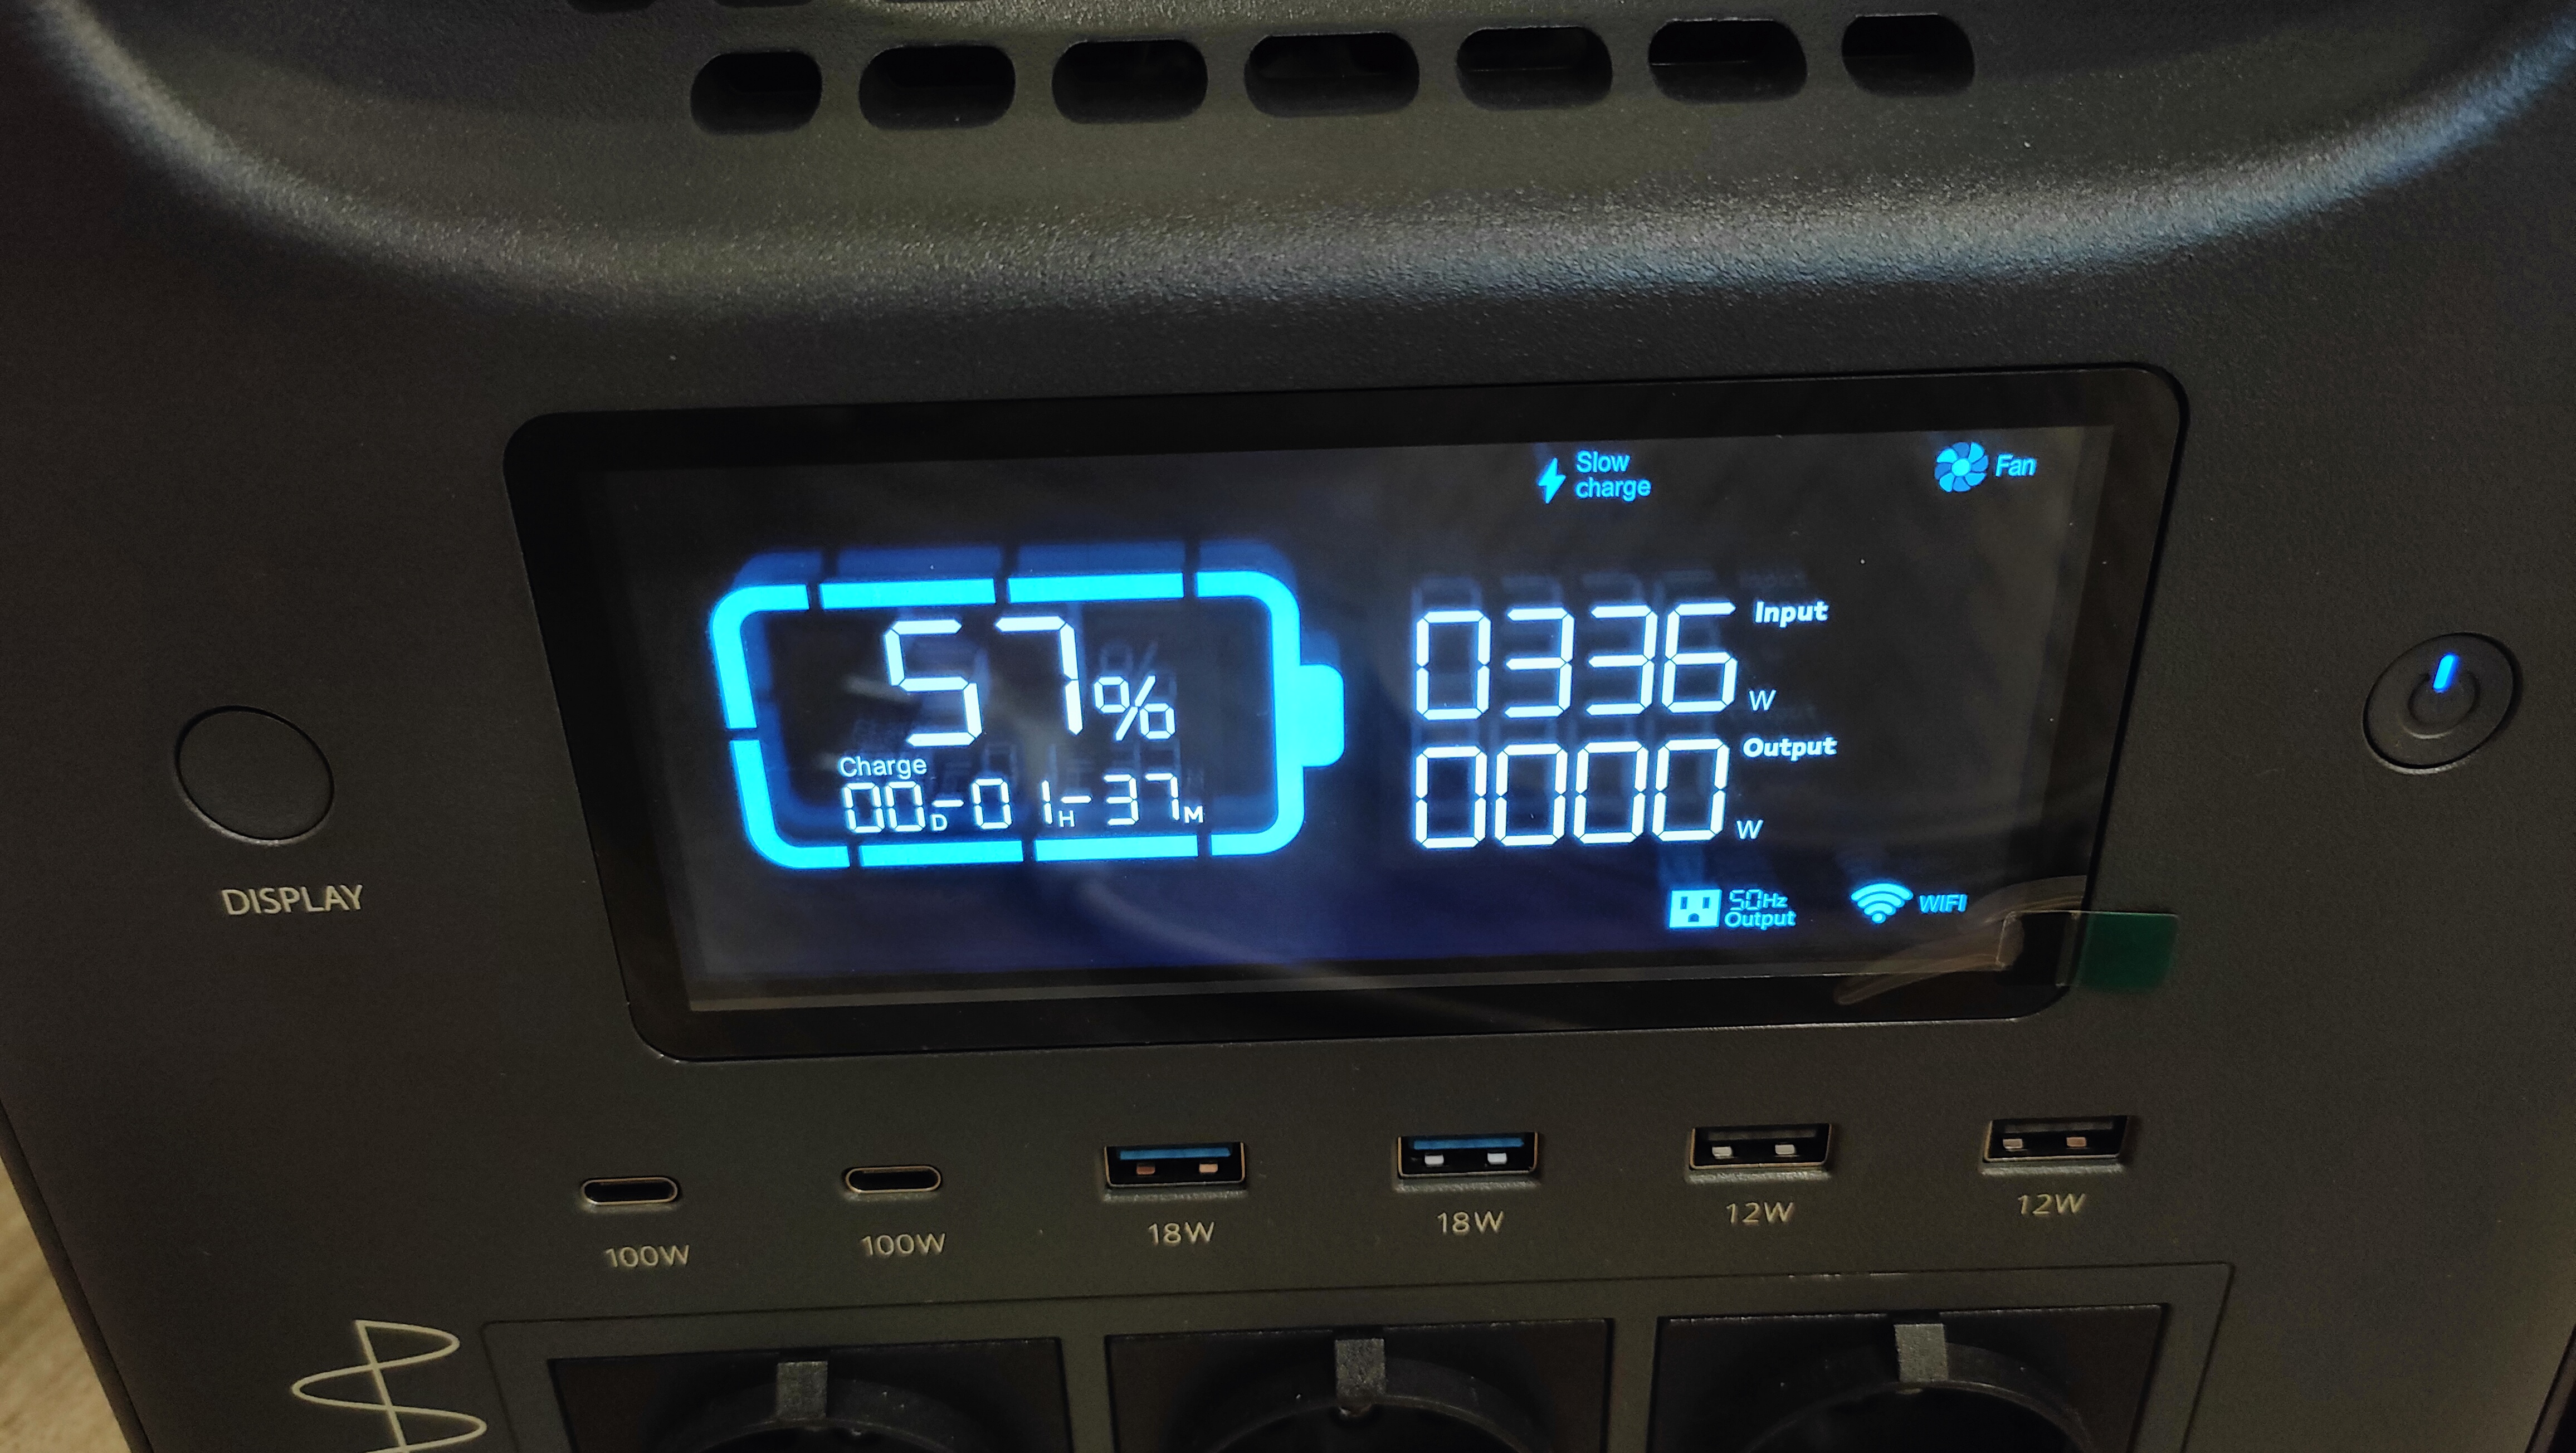 Slow
charge
Fan
57%
Charge
00D-01H-37M
0336 W Input
0000 W Output
50Hz
Output
WIFI
DISPLAY
100W
100W
18W
18W
12W
12W